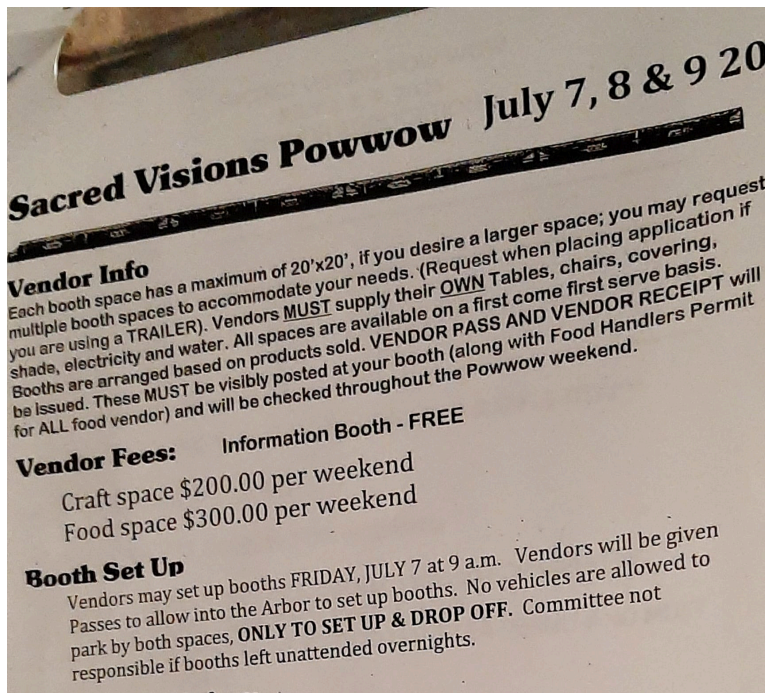 Sacred Visions Powwow July 7, 8 & 9 20
Vendor Info
Each booth space has a maximum of 20'x20', if you desire a larger space; you may request
multiple booth spaces to accommodate your needs. (Request when placing application if
you are using a TRAILER). Vendors MUST supply their OWN Tables, chairs, covering,
shade, electricity and water. All spaces are available on a first come first serve basis.
Booths are arranged based on products sold. VENDOR PASS AND VENDOR RECEIPT will
be issued. These MUST be visibly posted at your booth (along with Food Handlers Permit
for ALL food vendor) and will be checked throughout the Powwow weekend.
Vendor Fees: Information Booth - FREE
Craft space $200.00 per weekend
Food space $300.00 per weekend
Booth Set Up
Vendors may set up booths FRIDAY, JULY 7 at 9 a.m. Vendors will be given
Passes to allow into the Arbor to set up booths. No vehicles are allowed to
park by both spaces, ONLY TO SET UP & DROP OFF. Committee not
responsible if booths left unattended overnights.